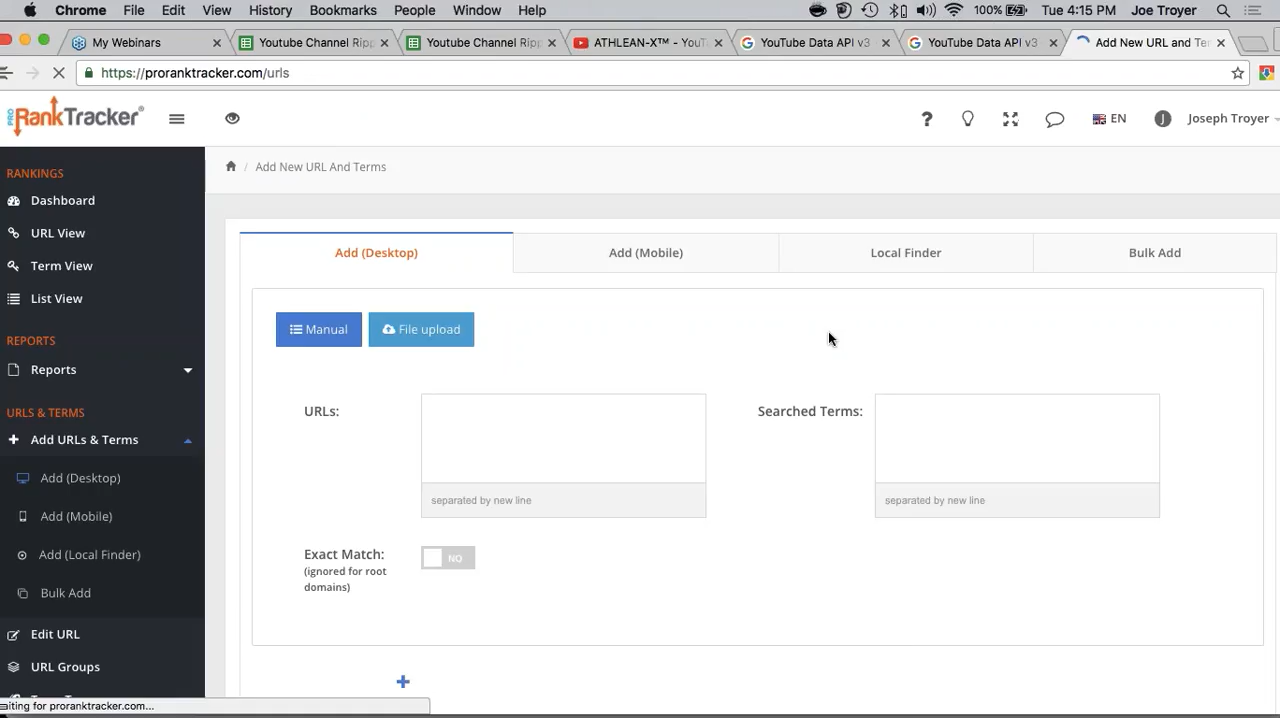 Chrome File Edit View History Bookmarks People Window Help 100% Tue 4:15 PM Joe Troyer
My Webinars Youtube Channel Ripp Youtube Channel Ripp ATHLEAN-X™ - YouT YouTube Data API v3 YouTube Data API v3 Add New URL and Ter
https://proranktracker.com/urls
PRO RankTracker ? EN J Joseph Troyer
RANKINGS
Dashboard
URL View
Term View
List View
REPORTS
Reports
URLS & TERMS
Add URLs & Terms
Add (Desktop)
Add (Mobile)
Add (Local Finder)
Bulk Add
Edit URL
URL Groups
/ Add New URL And Terms
Add (Desktop) Add (Mobile) Local Finder Bulk Add
Manual File upload
URLs: Searched Terms:
separated by new line separated by new line
Exact Match: NO
(ignored for root
domains)
+
aiting for proranktracker.com...